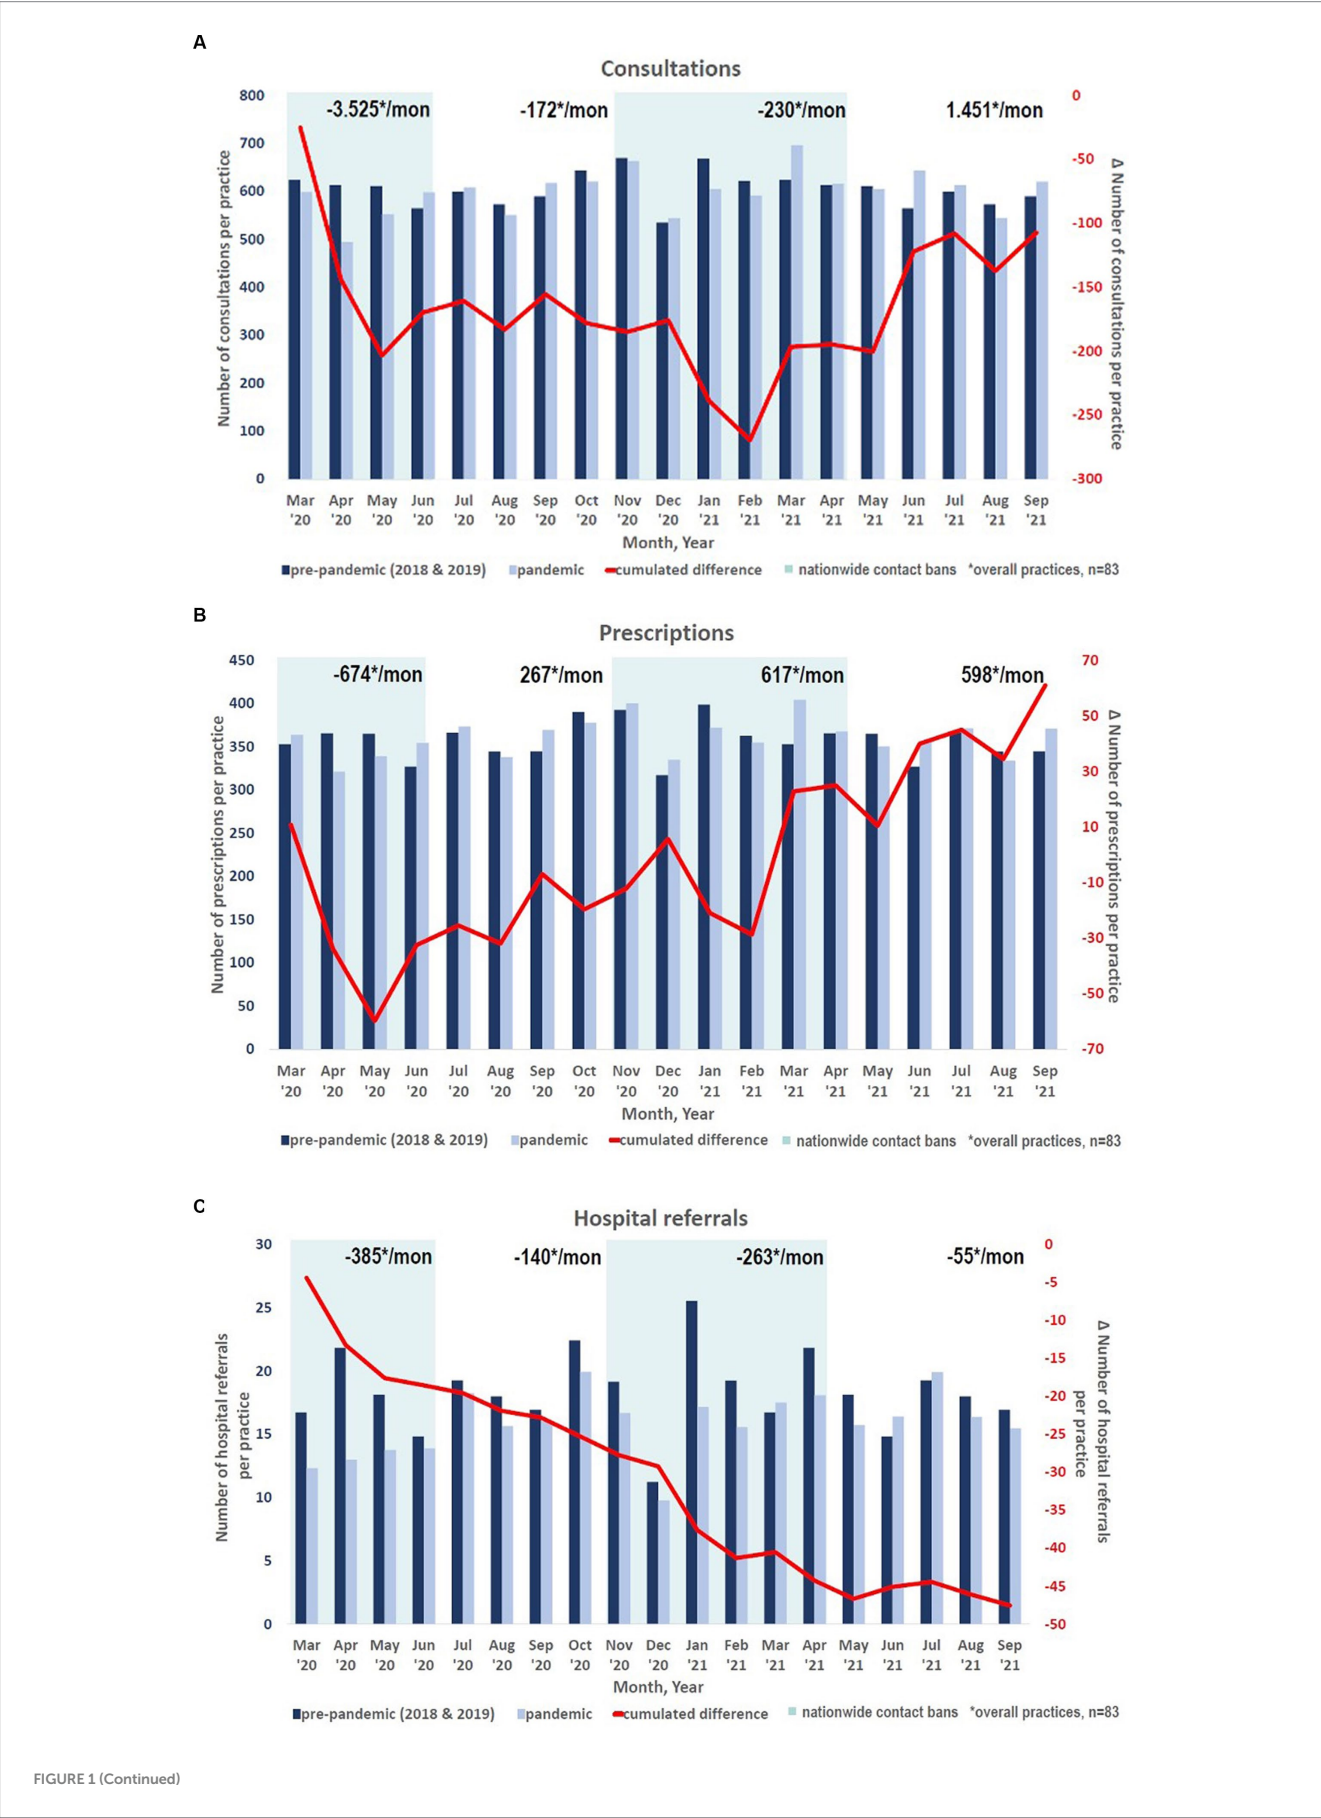 A
Consultations
800
700
600
500
400
300
200
100
0
Number of consultations per practice
-3.525*/mon
-172*/mon
-230*/mon
1.451*/mon
0
-50
-100
-150
-200
-250
-300
Δ Number of consultations per practice
Mar Apr May Jun Jul Aug Sep Oct Nov Dec Jan Feb Mar Apr May Jun Jul Aug Sep
'20 '20 '20 '20 '20 '20 '20 '20 '20 '20 '21 '21 '21 '21 '21 '21 '21 '21 '21
Month, Year
pre-pandemic (2018 & 2019) pandemic cumulated difference nationwide contact bans *overall practices, n=83
B
Prescriptions
450
400
350
300
250
200
150
100
50
0
Number of prescriptions per practice
-674*/mon
267*/mon
617*/mon
598*/mon
70
50
30
10
-10
-30
-50
-70
Δ Number of prescriptions per practice
Mar Apr May Jun Jul Aug Sep Oct Nov Dec Jan Feb Mar Apr May Jun Jul Aug Sep
'20 '20 '20 '20 '20 '20 '20 '20 '20 '20 '21 '21 '21 '21 '21 '21 '21 '21 '21
Month, Year
pre-pandemic (2018 & 2019) pandemic cumulated difference nationwide contact bans *overall practices, n=83
C
Hospital referrals
30
25
20
15
10
5
0
Number of hospital referrals
per practice
-385*/mon
-140*/mon
-263*/mon
-55*/mon
0
-5
-10
-15
-20
-25
-30
-35
-40
-45
-50
Δ Number of hospital referrals
per practice
Mar Apr May Jun Jul Aug Sep Oct Nov Dec Jan Feb Mar Apr May Jun Jul Aug Sep
'20 '20 '20 '20 '20 '20 '20 '20 '20 '20 '21 '21 '21 '21 '21 '21 '21 '21 '21
Month, Year
pre-pandemic (2018 & 2019) pandemic cumulated difference nationwide contact bans *overall practices, n=83
FIGURE 1 (Continued)